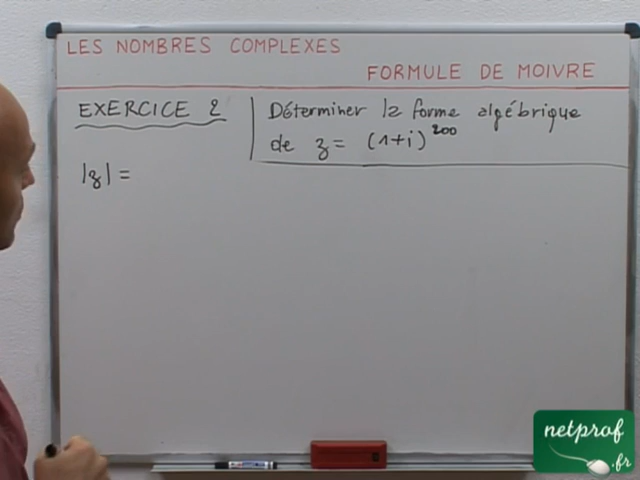 LES NOMBRES COMPLEXES
FORMULE DE MOIVRE
EXERCICE 2
Déterminer la forme algébrique
de z = (1+i)²⁰⁰
|z| =
netprof
.fr